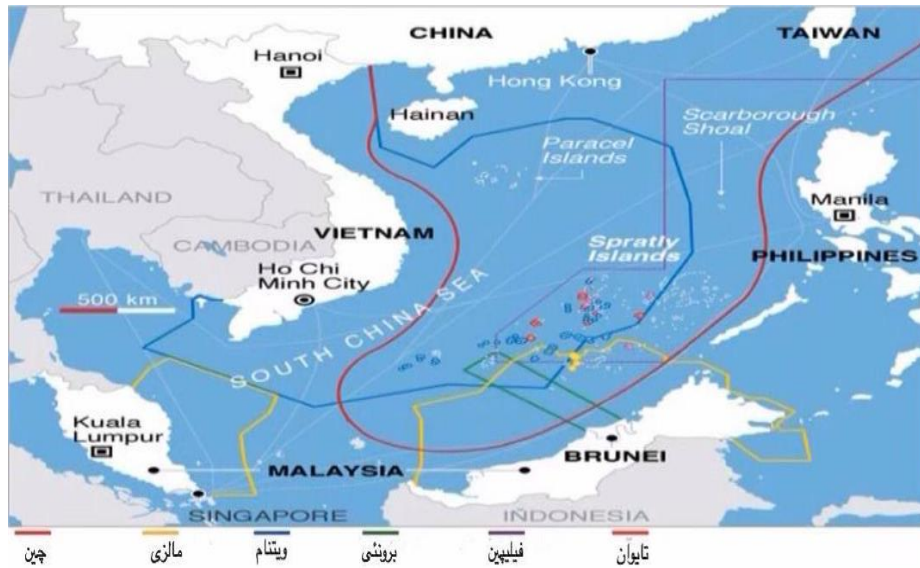 CHINA
TAIWAN
Hanoi
Hong Kong
Hainan
Scarborough
Shoal
Paracel
Islands
THAILAND
Manila
VIETNAM
CAMBODIA
Spratly
Islands
PHILIPPINES
Ho Chi
Minh City
500 km
SOUTH CHINA SEA
Kuala
Lumpur
BRUNEI
MALAYSIA
SINGAPORE
INDONESIA
چین
مالزی
ویتنام
برونئی
فیلیپین
تایوان